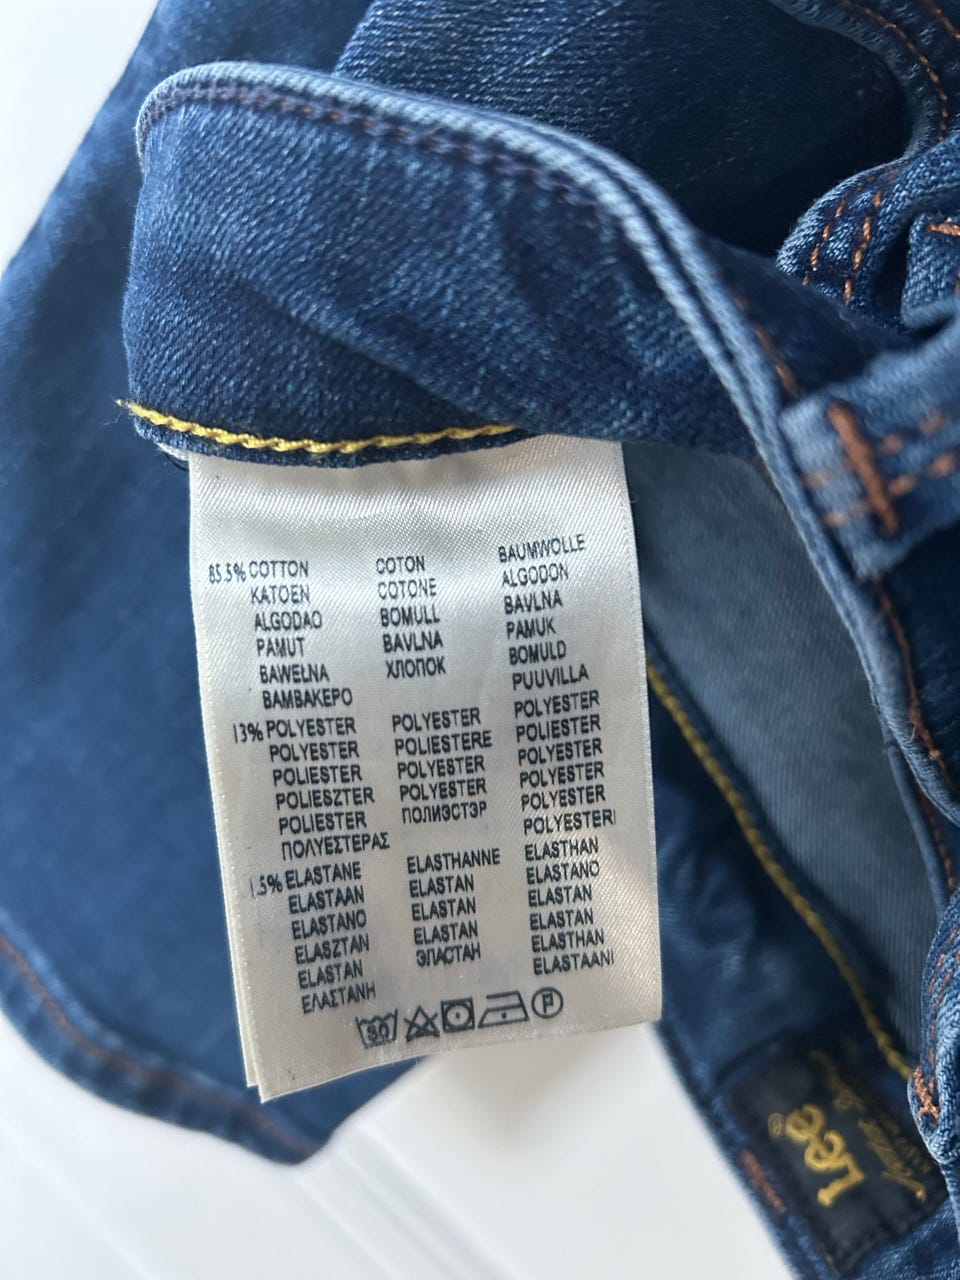 85.5% COTTON COTON BAUMWOLLE
KATOEN COTONE ALGODON
ALGODAO BOMULL BAVLNA
PAMUT BAVLNA PAMUK
BAWEŁNA ХЛОПОК BOMULD
ΒΑΜΒΑΚΕΡΟ PUUVILLA
13% POLYESTER POLYESTER POLYESTER
POLYESTER POLIESTERE POLIESTER
POLIESTER POLYESTER POLYESTER
POLIESZTER POLYESTER POLYESTER
POLIESTER ПОЛИЭСТЭР POLYESTER
ΠΟΛΥΕΣΤΕΡΑΣ POLYESTERI
1.5% ELASTANE ELASTHANNE ELASTHAN
ELASTAAN ELASTAN ELASTANO
ELASTANO ELASTAN ELASTAN
ELASZTAN ELASTAN ELASTAN
ELASTAN ЭЛАСТАН ELASTHAN
ΕΛΑΣΤΑΝΗ ELASTAANI
30 P
Lee